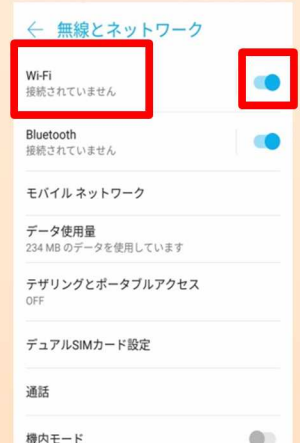 ← 無線とネットワーク
Wi-Fi
接続されていません
Bluetooth
接続されていません
モバイル ネットワーク
データ使用量
234 MB のデータを使用しています
テザリングとポータブルアクセス
OFF
デュアルSIMカード設定
通話
機内モード